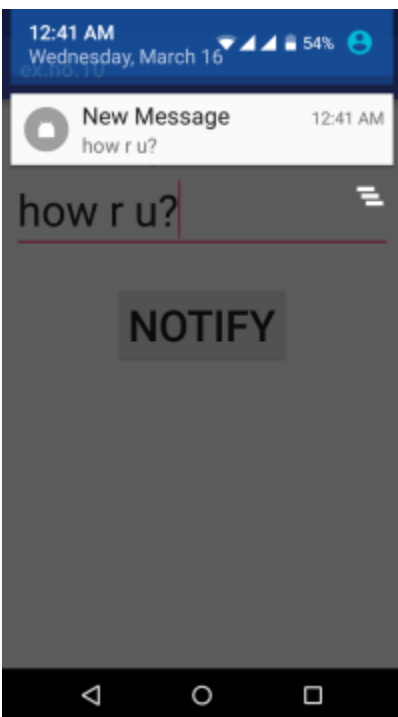 12:41 AM
Wednesday, March 16
54%
ex.no.10
New Message
12:41 AM
how r u?
how r u?
NOTIFY